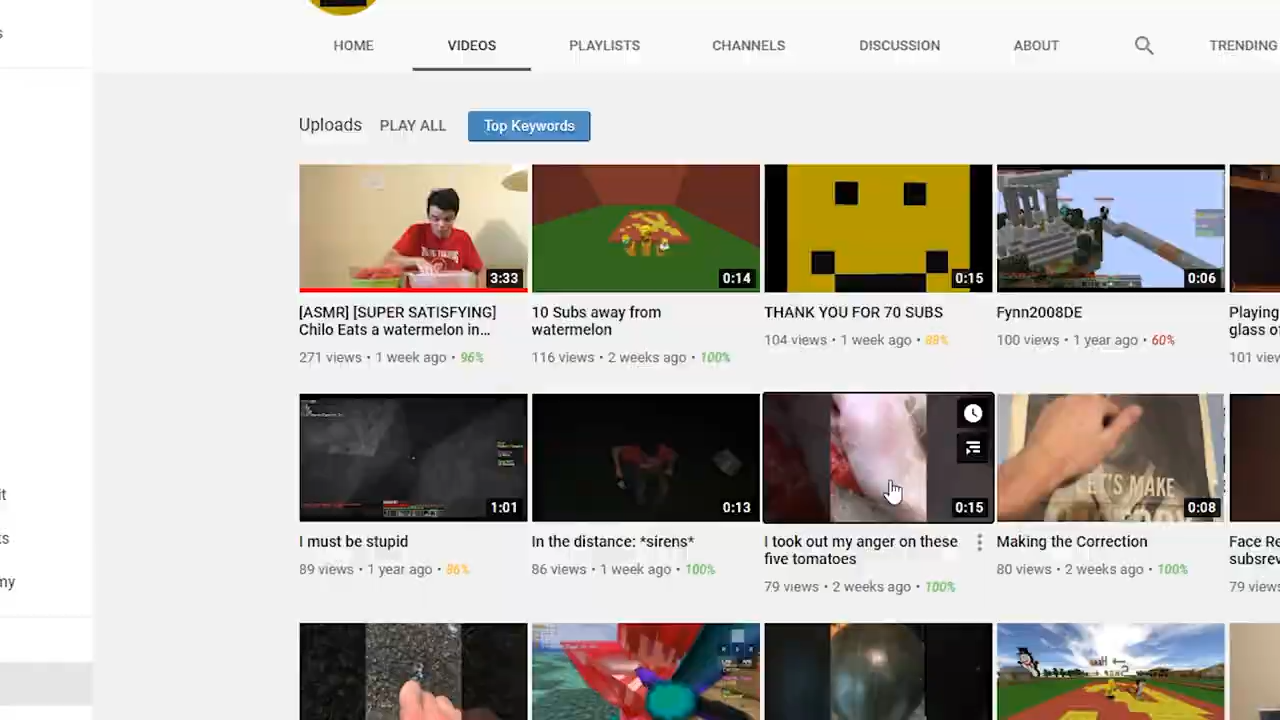 s
HOME VIDEOS PLAYLISTS CHANNELS DISCUSSION ABOUT TRENDING
Uploads PLAY ALL Top Keywords
3:33 0:14 0:15 0:06
[ASMR] [SUPER SATISFYING] 10 Subs away from THANK YOU FOR 70 SUBS Fynn2008DE Playing
Chilo Eats a watermelon in... watermelon glass o
104 views • 1 week ago • 88% 100 views • 1 year ago • 60%
271 views • 1 week ago • 96% 116 views • 2 weeks ago • 100% 101 view
LET'S MAKE
it
1:01 0:13 0:15 0:08
I must be stupid In the distance: *sirens* I took out my anger on these Making the Correction Face Re
ts five tomatoes subsrev
89 views • 1 year ago • 86% 86 views • 1 week ago • 100% 80 views • 2 weeks ago • 100%
my 79 views • 2 weeks ago • 100% 79 view